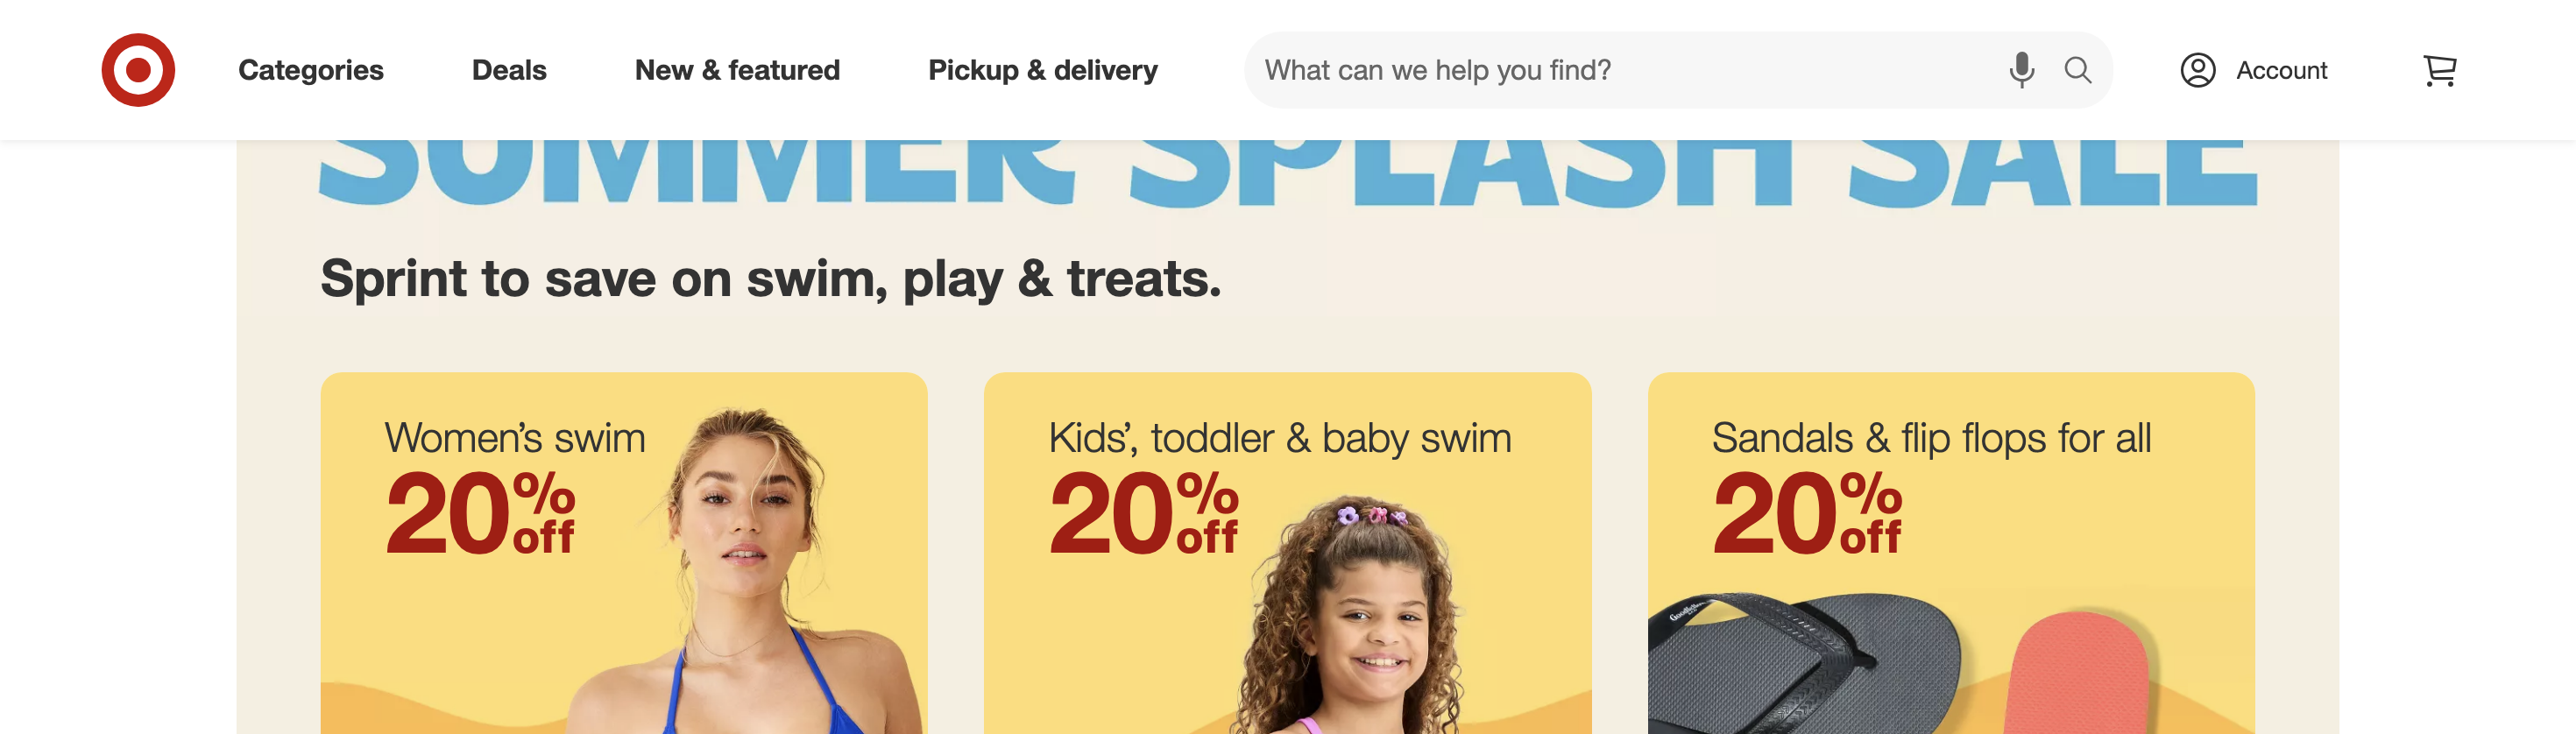 Categories
Deals
New & featured
Pickup & delivery
What can we help you find?
Account
SUMMER SPLASH SALE
Sprint to save on swim, play & treats.
Women’s swim
20% off
Kids’, toddler & baby swim
20% off
Sandals & flip flops for all
20% off